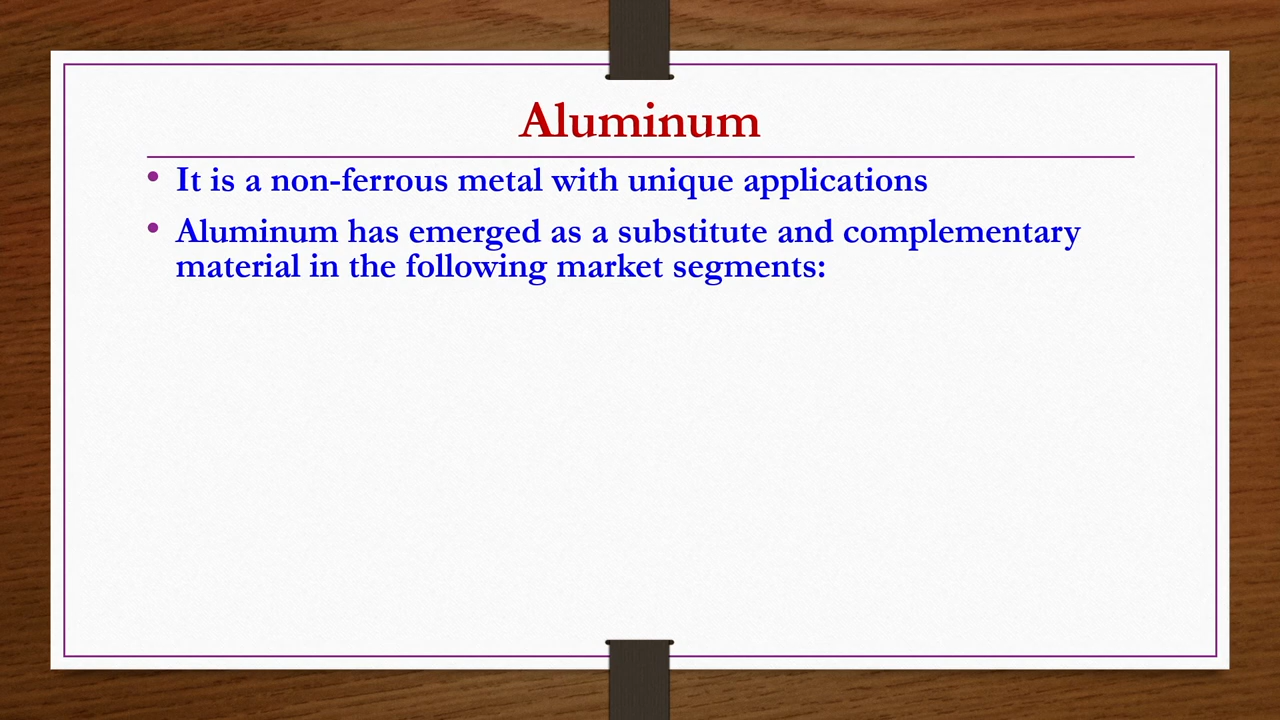 Aluminum
• It is a non-ferrous metal with unique applications
• Aluminum has emerged as a substitute and complementary
material in the following market segments: